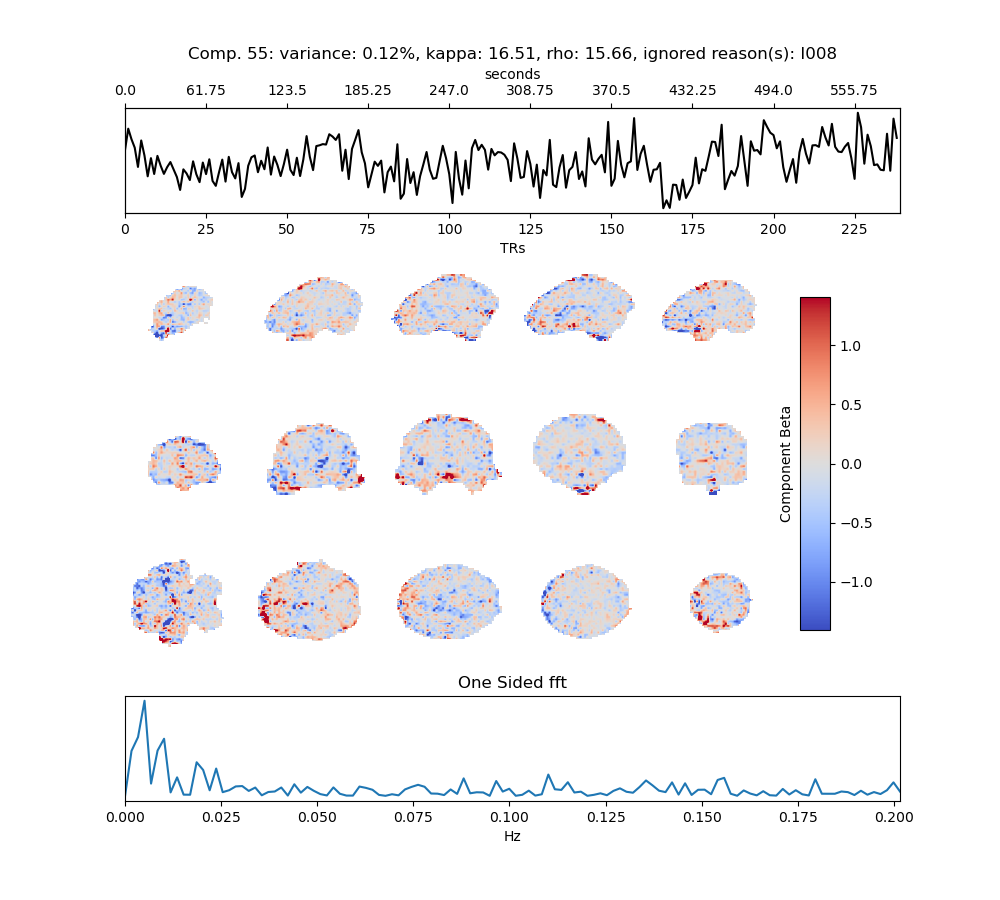 Comp. 55: variance: 0.12%, kappa: 16.51, rho: 15.66, ignored reason(s): I008
seconds
0.0 61.75 123.5 185.25 247.0 308.75 370.5 432.25 494.0 555.75
0 25 50 75 100 125 150 175 200 225
TRs
1.0
0.5
0.0
−0.5
−1.0
Component Beta
One Sided fft
0.000 0.025 0.050 0.075 0.100 0.125 0.150 0.175 0.200
Hz